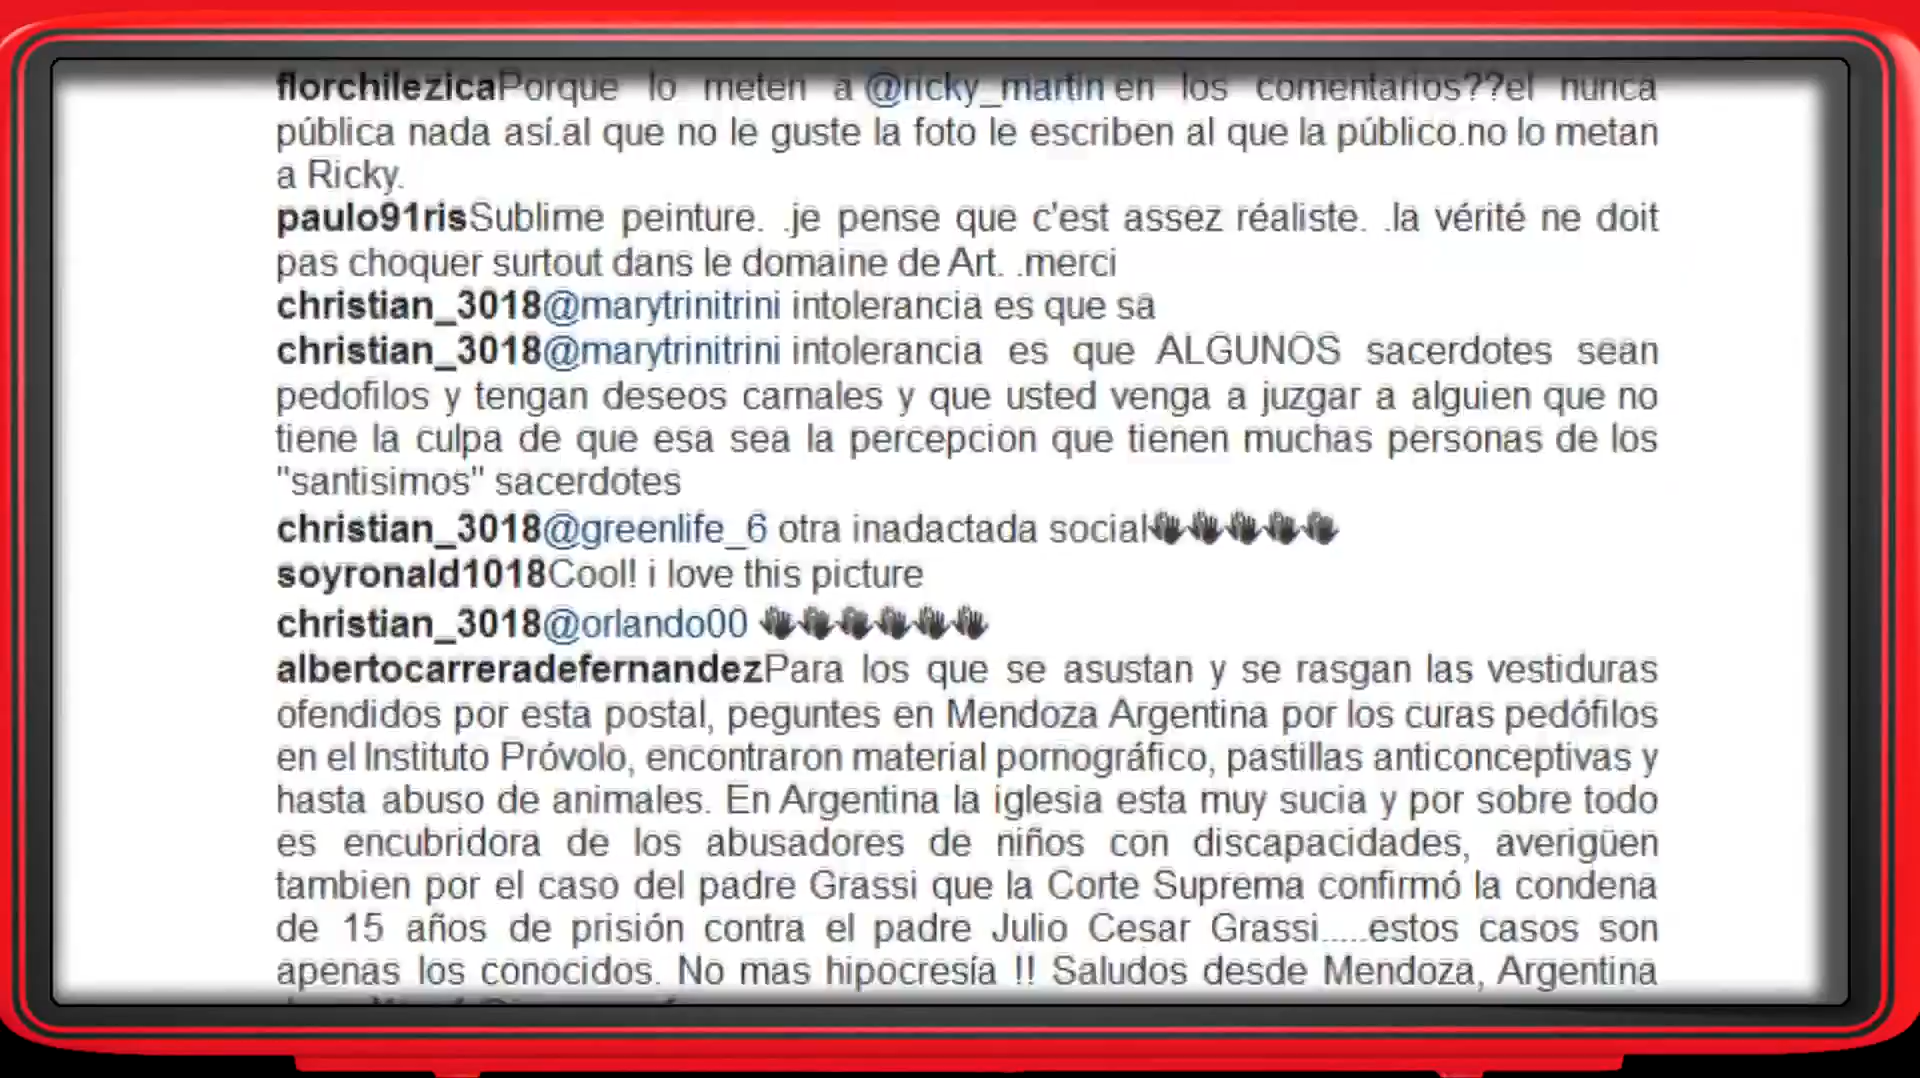 florchilezicaPorque lo meten a @ricky_martin en los comentarios??el nunca
pública nada así.al que no le guste la foto le escriben al que la público.no lo metan
a Ricky.
paulo91risSublime peinture. .je pense que c'est assez réaliste. .la vérité ne doit
pas choquer surtout dans le domaine de Art. .merci
christian_3018@marytrinitrini intolerancia es que sa
christian_3018@marytrinitrini intolerancia es que ALGUNOS sacerdotes sean
pedofilos y tengan deseos carnales y que usted venga a juzgar a alguien que no
tiene la culpa de que esa sea la percepcion que tienen muchas personas de los
"santisimos" sacerdotes
christian_3018@greenlife_6 otra inadactada social👋👋👋👋👋
soyronald1018Cool! i love this picture
christian_3018@orlando00 👋👋👋👋👋👋
albertocarreradefernandezPara los que se asustan y se rasgan las vestiduras
ofendidos por esta postal, peguntes en Mendoza Argentina por los curas pedófilos
en el Instituto Próvolo, encontraron material pornográfico, pastillas anticonceptivas y
hasta abuso de animales. En Argentina la iglesia esta muy sucia y por sobre todo
es encubridora de los abusadores de niños con discapacidades, averigüen
tambien por el caso del padre Grassi que la Corte Suprema confirmó la condena
de 15 años de prisión contra el padre Julio Cesar Grassi.....estos casos son
apenas los conocidos. No mas hipocresía !! Saludos desde Mendoza, Argentina